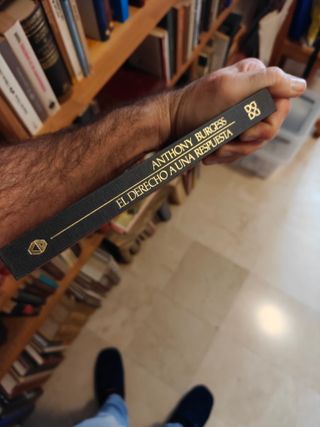 ANTHONY BURGESS
EL DERECHO A UNA RESPUESTA